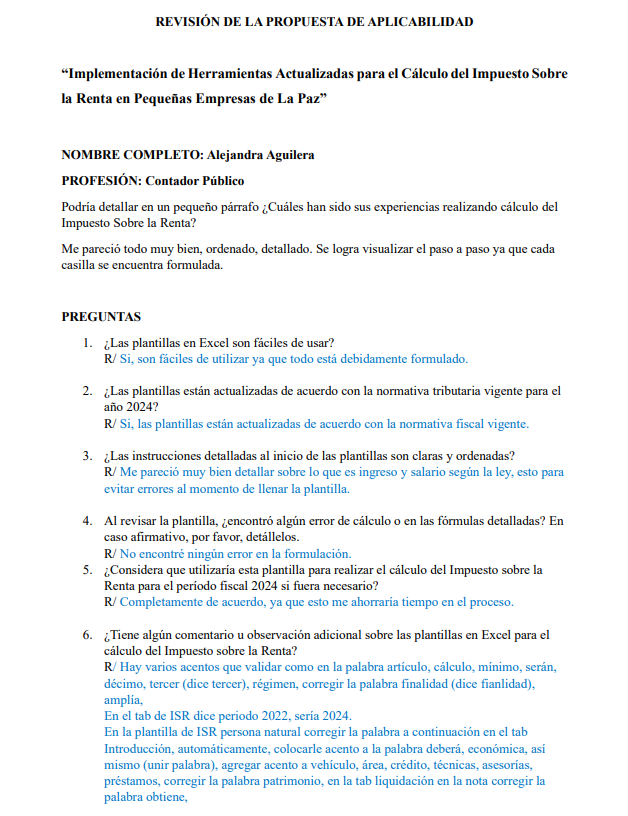 REVISIÓN DE LA PROPUESTA DE APLICABILIDAD
“Implementación de Herramientas Actualizadas para el Cálculo del Impuesto Sobre
la Renta en Pequeñas Empresas de La Paz”
NOMBRE COMPLETO: Alejandra Aguilera
PROFESIÓN: Contador Público
Podría detallar en un pequeño párrafo ¿Cuáles han sido sus experiencias realizando cálculo del
Impuesto Sobre la Renta?
Me pareció todo muy bien, ordenado, detallado. Se logra visualizar el paso a paso ya que cada
casilla se encuentra formulada.
PREGUNTAS
1. ¿Las plantillas en Excel son fáciles de usar?
R/ Si, son fáciles de utilizar ya que todo está debidamente formulado.
2. ¿Las plantillas están actualizadas de acuerdo con la normativa tributaria vigente para el
año 2024?
R/ Si, las plantillas están actualizadas de acuerdo con la normativa fiscal vigente.
3. ¿Las instrucciones detalladas al inicio de las plantillas son claras y ordenadas?
R/ Me pareció muy bien detallar sobre lo que es ingreso y salario según la ley, esto para
evitar errores al momento de llenar la plantilla.
4. Al revisar la plantilla, ¿encontró algún error de cálculo o en las fórmulas detalladas? En
caso afirmativo, por favor, detállelos.
R/ No encontré ningún error en la formulación.
5. ¿Considera que utilizaría esta plantilla para realizar el cálculo del Impuesto sobre la
Renta para el período fiscal 2024 si fuera necesario?
R/ Completamente de acuerdo, ya que esto me ahorraría tiempo en el proceso.
6. ¿Tiene algún comentario u observación adicional sobre las plantillas en Excel para el
cálculo del Impuesto sobre la Renta?
R/ Hay varios acentos que validar como en la palabra artículo, cálculo, mínimo, serán,
décimo, tercer (dice tercer), régimen, corregir la palabra finalidad (dice fianlidad),
amplía,
En el tab de ISR dice periodo 2022, sería 2024.
En la plantilla de ISR persona natural corregir la palabra a continuación en el tab
Introducción, automáticamente, colocarle acento a la palabra deberá, económica, así
mismo (unir palabra), agregar acento a vehículo, área, crédito, técnicas, asesorías,
préstamos, corregir la palabra patrimonio, en la tab liquidación en la nota corregir la
palabra obtiene,